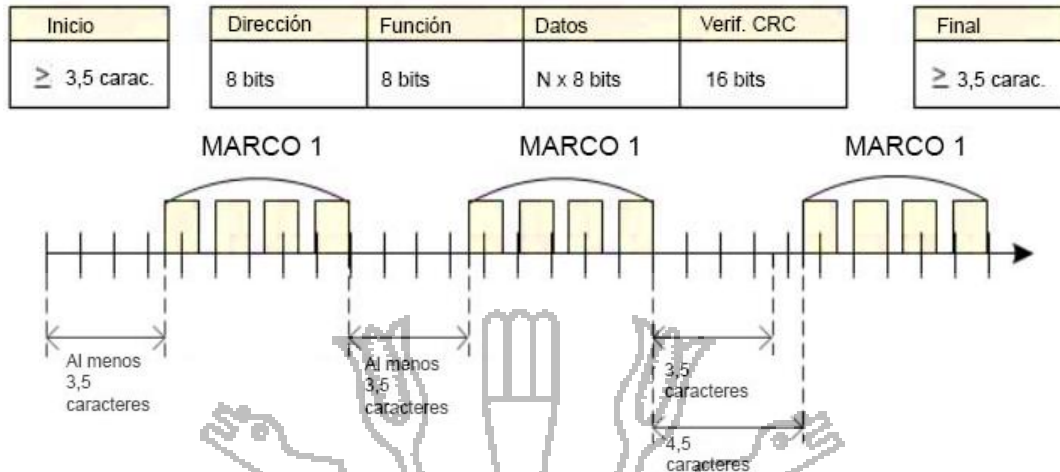 Inicio Dirección Función Datos Verif. CRC Final
≥ 3,5 carac. 8 bits 8 bits N x 8 bits 16 bits ≥ 3,5 carac.
MARCO 1 MARCO 1 MARCO 1
Al menos
3,5
caracteres
Al menos
3,5
caracteres
3,5
caracteres
4,5
caracteres